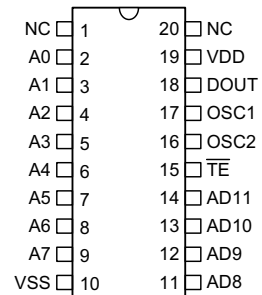 NC 1 20 NC
A0 2 19 VDD
A1 3 18 DOUT
A2 4 17 OSC1
A3 5 16 OSC2
A4 6 15 T̅E̅
A5 7 14 AD11
A6 8 13 AD10
A7 9 12 AD9
VSS 10 11 AD8